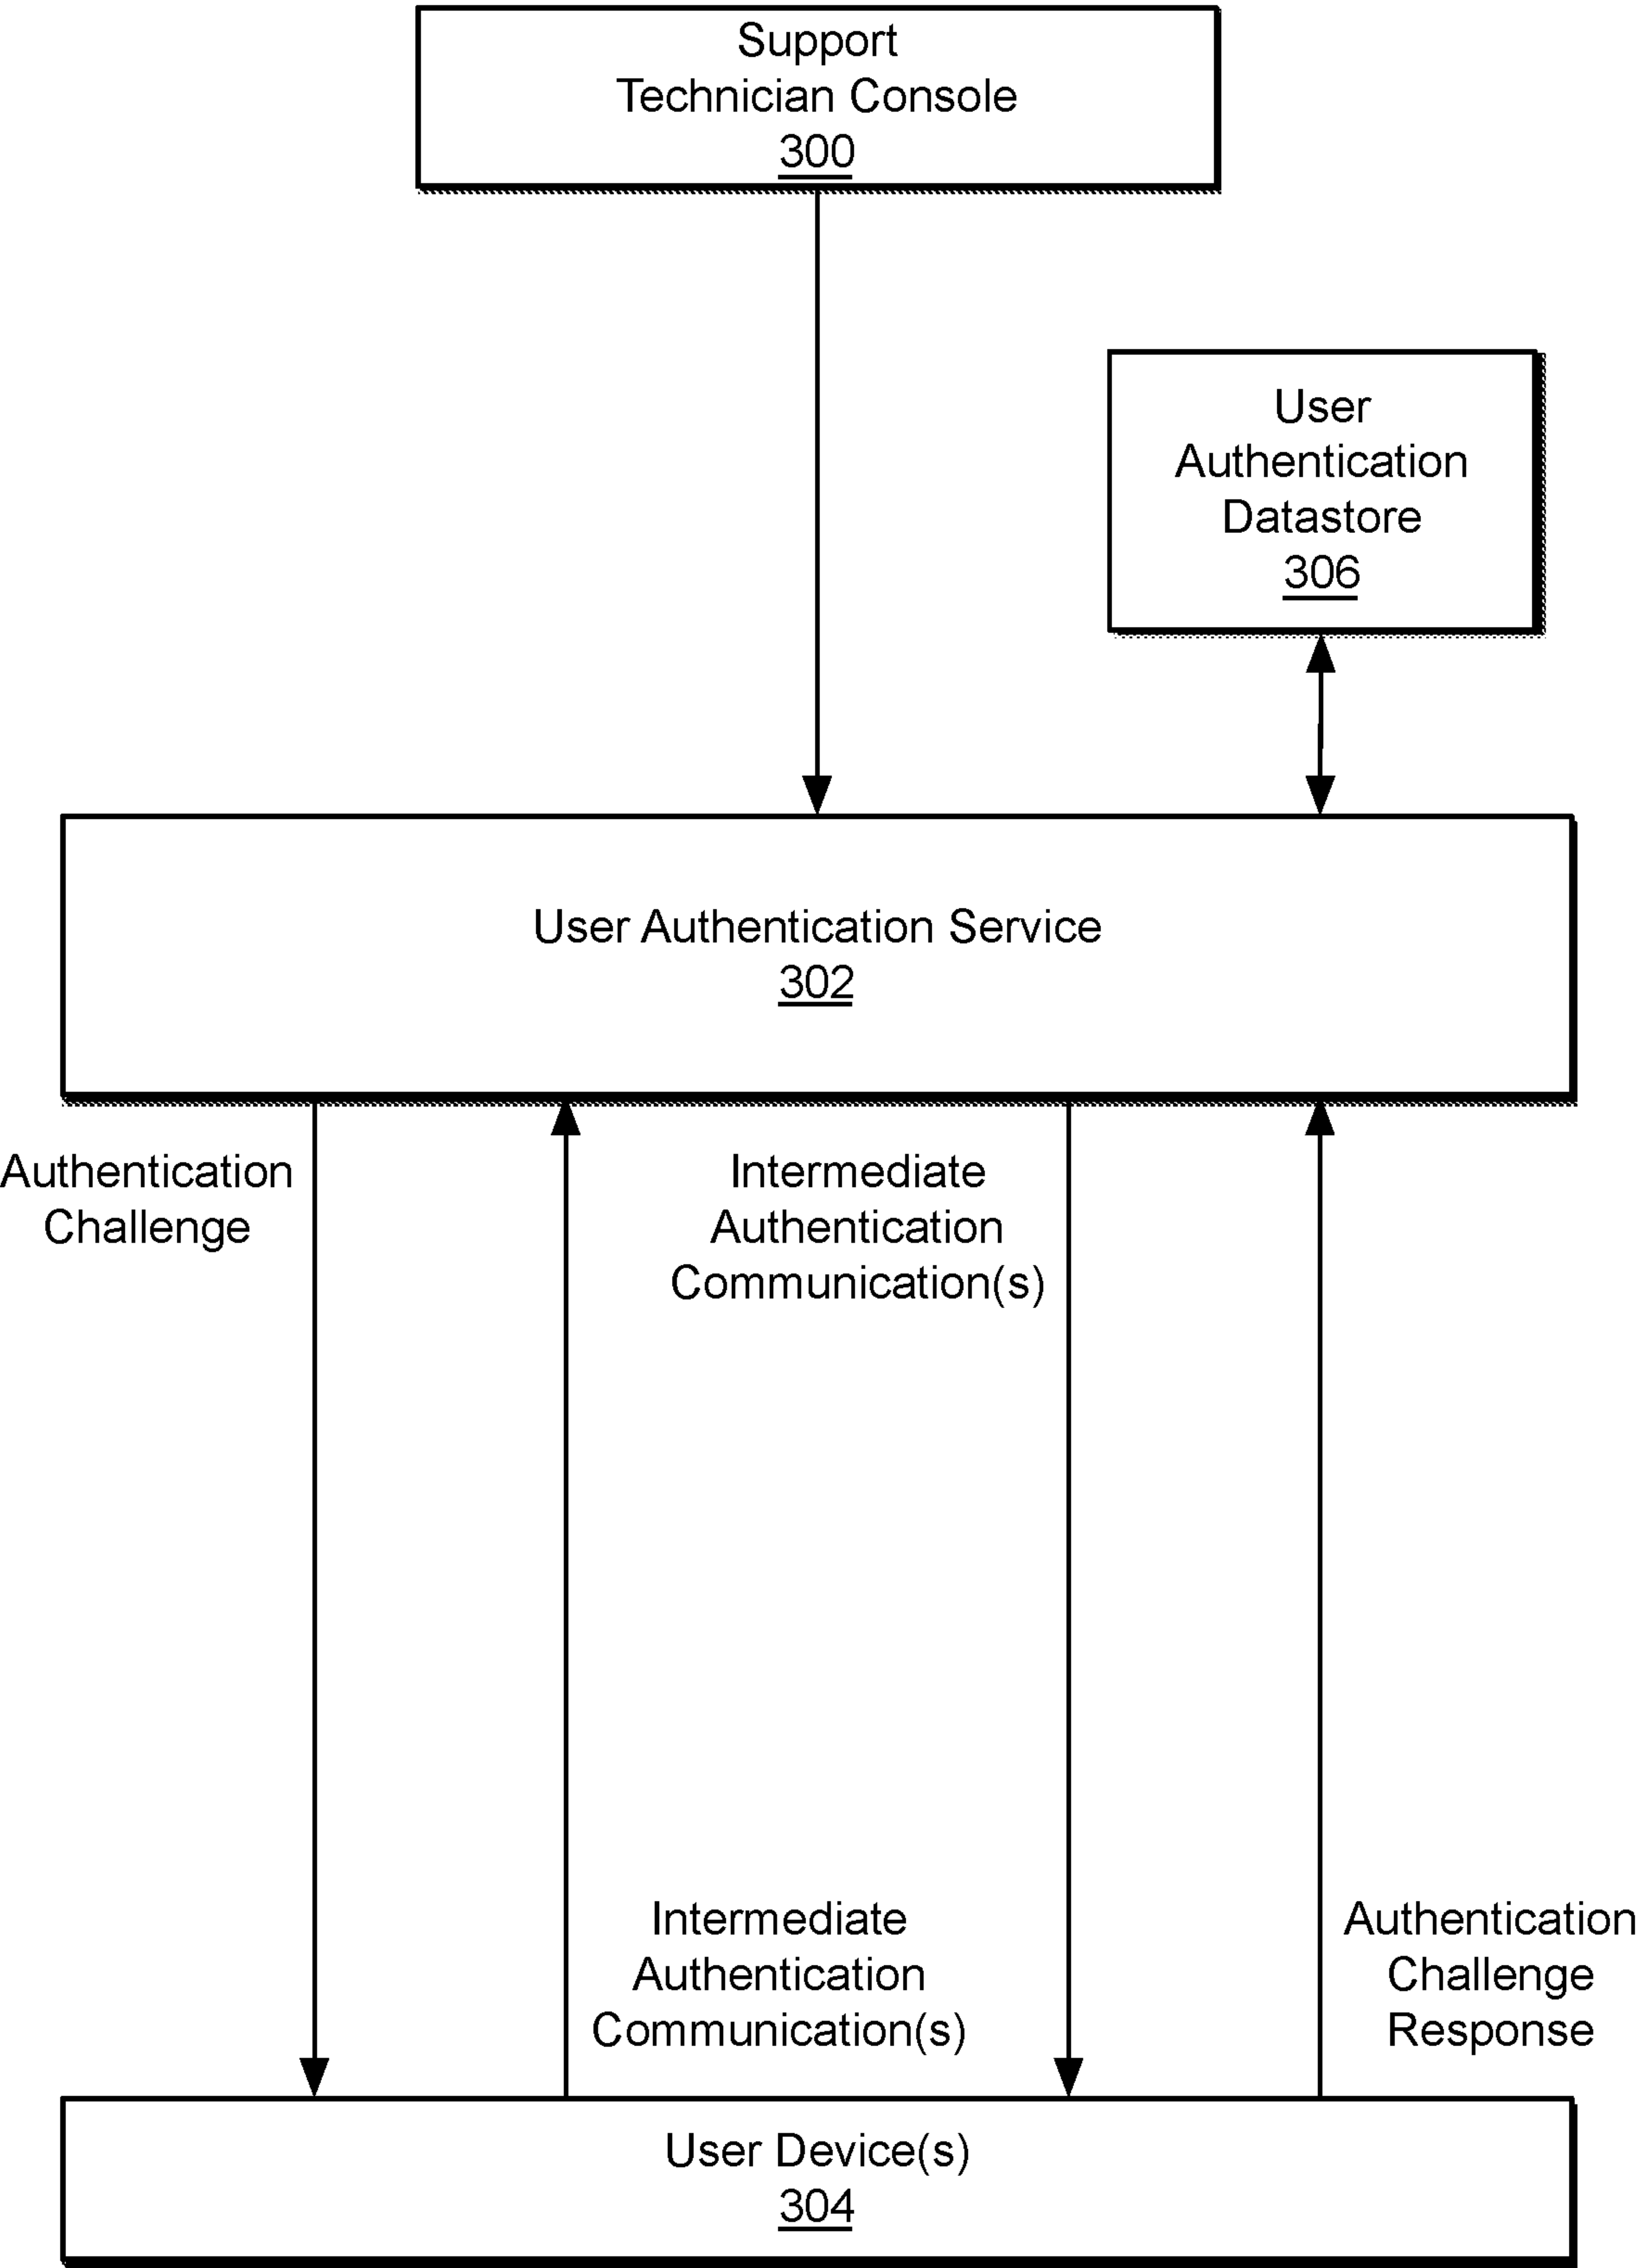 Support
Technician Console
300
User
Authentication
Datastore
306
User Authentication Service
302
Authentication
Challenge
Intermediate
Authentication
Communication(s)
Intermediate
Authentication
Communication(s)
Authentication
Challenge
Response
User Device(s)
304